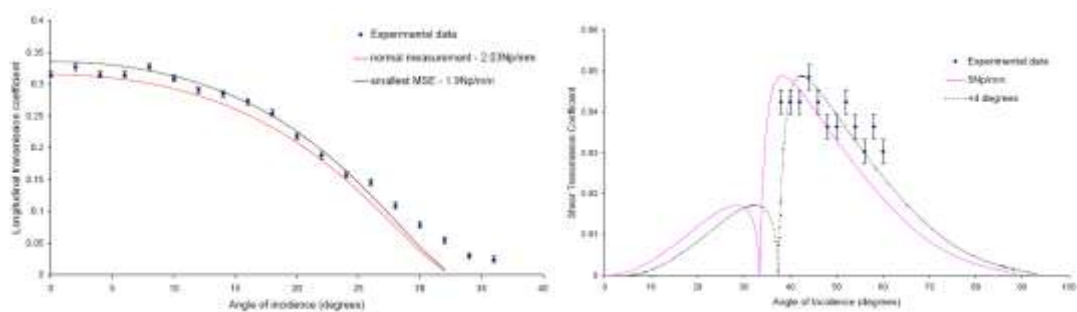 0.4
0.35
0.3
0.25
0.2
0.15
0.1
0.05
0
Longitudinal transmission coefficient
Experimental data
normal measurement - 2.03Np/mm
smallest MSE - 1.9Np/mm
0 5 10 15 20 25 30 35 40
Angle of incidence (degrees)
0.06
0.05
0.04
0.03
0.02
0.01
0
Shear Transmission Coefficient
Experimental data
5Np/mm
+4 degrees
0 10 20 30 40 50 60 70 80 90 100
Angle of Incidence (degrees)